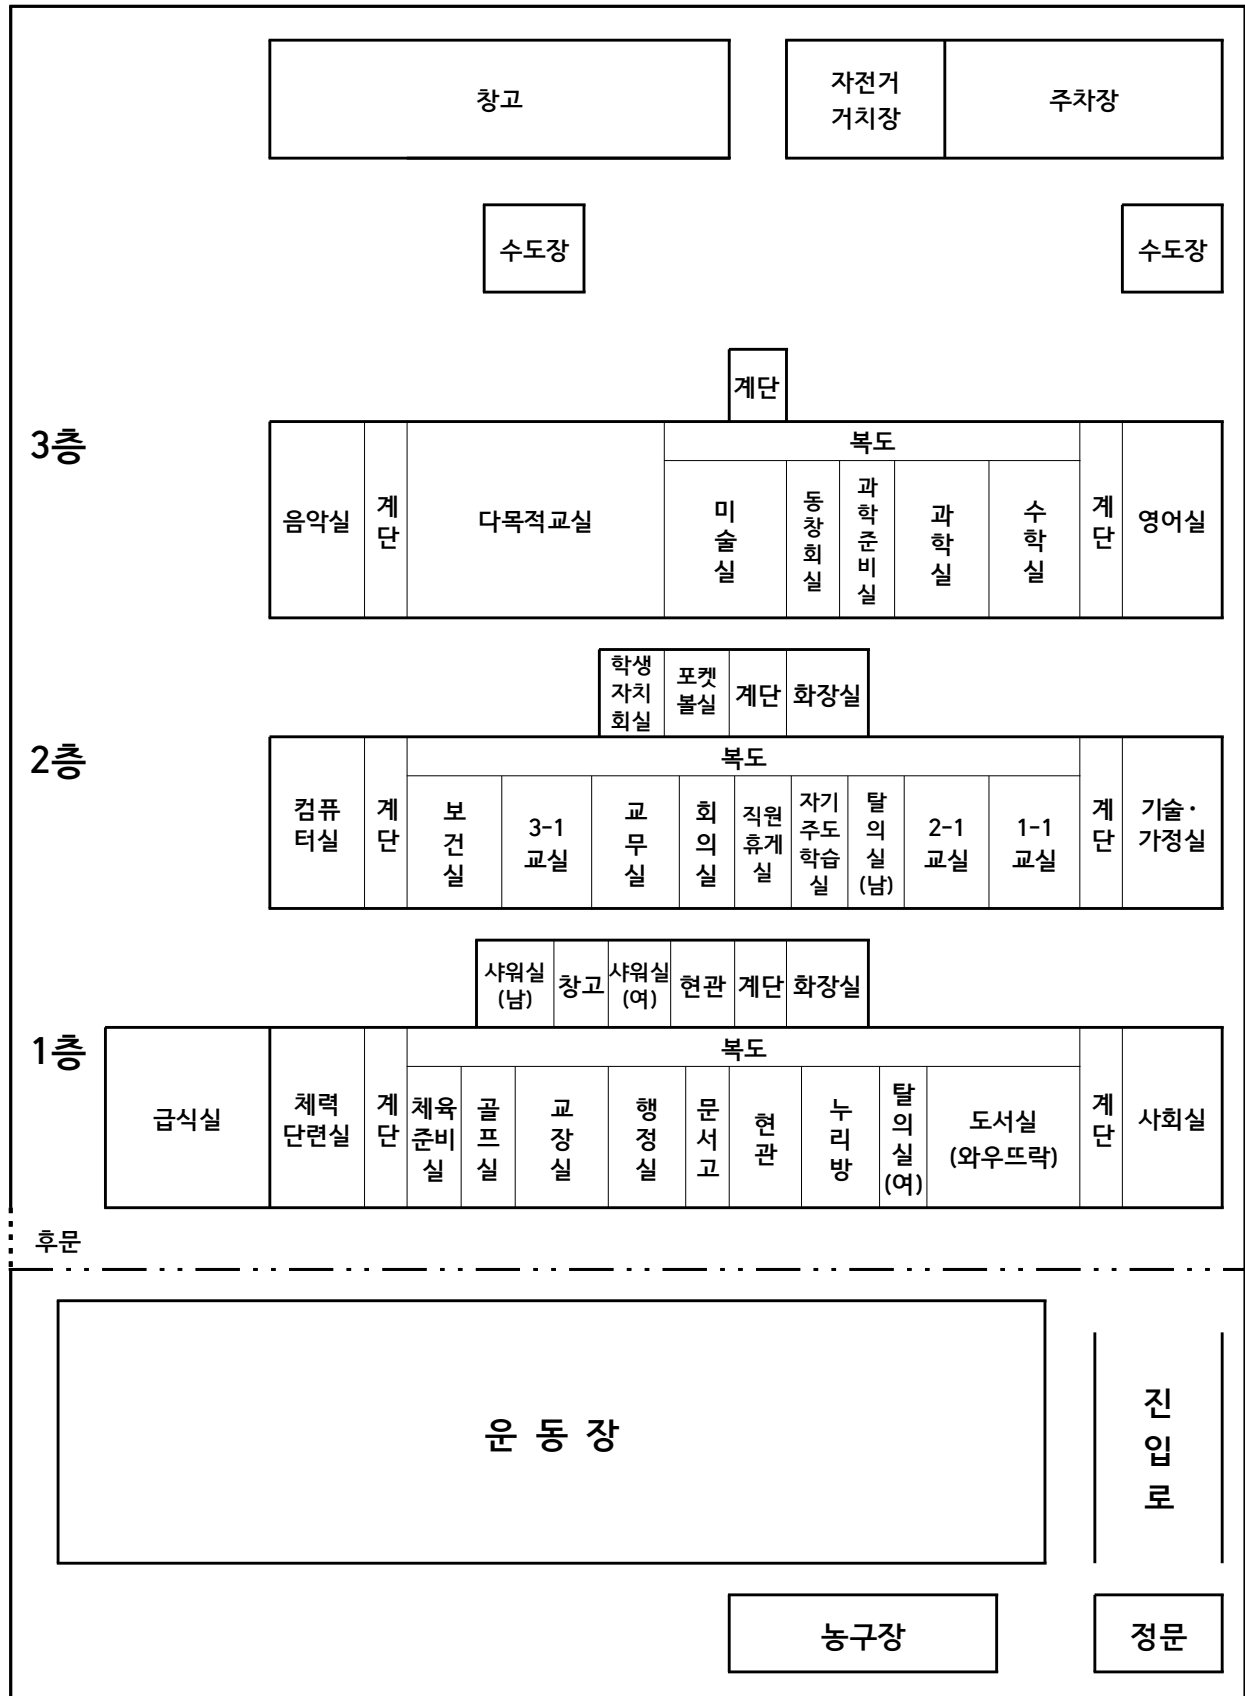 창고
자전거
거치장
주차장
수도장
수도장
계단
3층
음악실
계
단
다목적교실
복도
미
술
실
동
창
회
실
과
학
준
비
실
과
학
실
수
학
실
계
단
영어실
학생
자치
회실
포켓
볼실
계단
화장실
2층
컴퓨
터실
계
단
복도
보
건
실
3-1
교실
교
무
실
회
의
실
직원
휴게
실
자기
주도
학습
실
탈
의
실
(남)
2-1
교실
1-1
교실
계
단
기술·
가정실
샤워실
(남)
창고
샤워실
(여)
현관
계단
화장실
1층
급식실
체력
단련실
계
단
복도
체육
준비
실
골
프
실
교
장
실
행
정
실
문
서
고
현
관
누
리
방
탈
의
실
(여)
도서실
(와우뜨락)
계
단
사회실
후문
운 동 장
진
입
로
농구장
정문